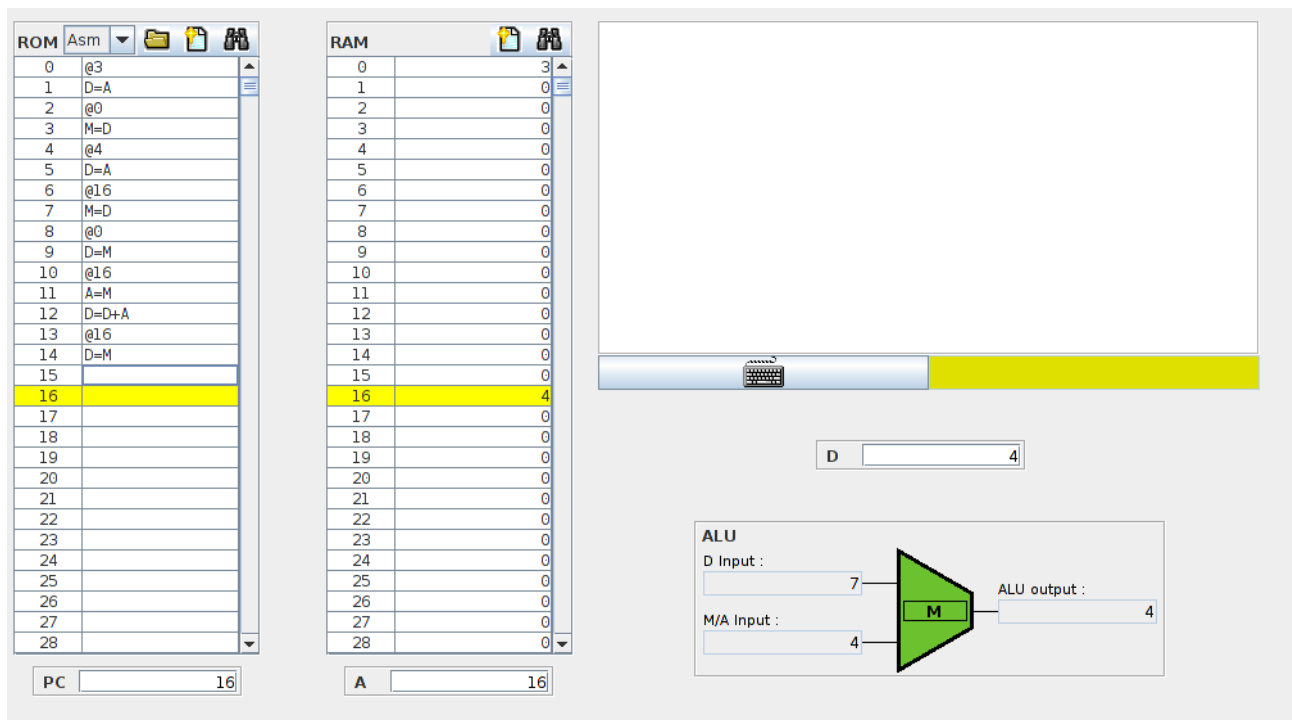 ROM Asm
0 @3
1 D=A
2 @0
3 M=D
4 @4
5 D=A
6 @16
7 M=D
8 @0
9 D=M
10 @16
11 A=M
12 D=D+A
13 @16
14 D=M
15
16
17
18
19
20
21
22
23
24
25
26
27
28
PC 16
RAM
0 3
1 0
2 0
3 0
4 0
5 0
6 0
7 0
8 0
9 0
10 0
11 0
12 0
13 0
14 0
15 0
16 4
17 0
18 0
19 0
20 0
21 0
22 0
23 0
24 0
25 0
26 0
27 0
28 0
A 16
D 4
ALU
D Input :
7
M/A Input :
4
M
ALU output :
4